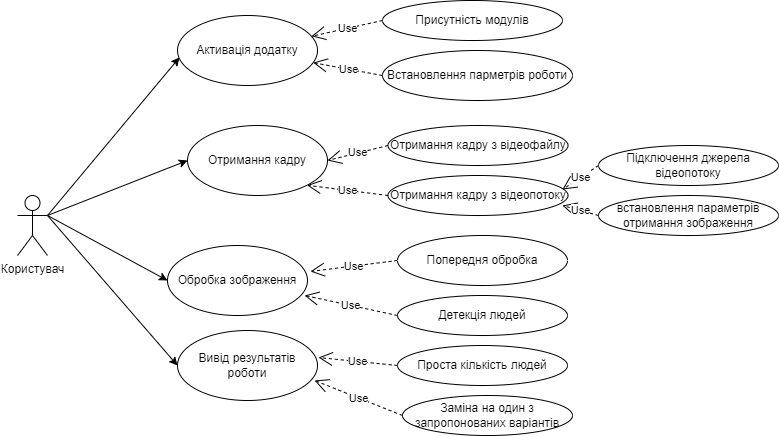 Присутність модулів
Use
Активація додатку
Use
Встановлення парметрів роботи
Отримання кадру з відеофайлу
Use
Отримання кадру
Підключення джерела
відеопотоку
Use
Use
Отримання кадру з відеопотоку
Use
встановлення параметрів
отримання зображення
Користувач
Попередня обробка
Use
Обробка зображення
Use
Детекція людей
Вивід результатів
роботи
Use
Проста кількість людей
Use
Заміна на один з
запропонованих варіантів